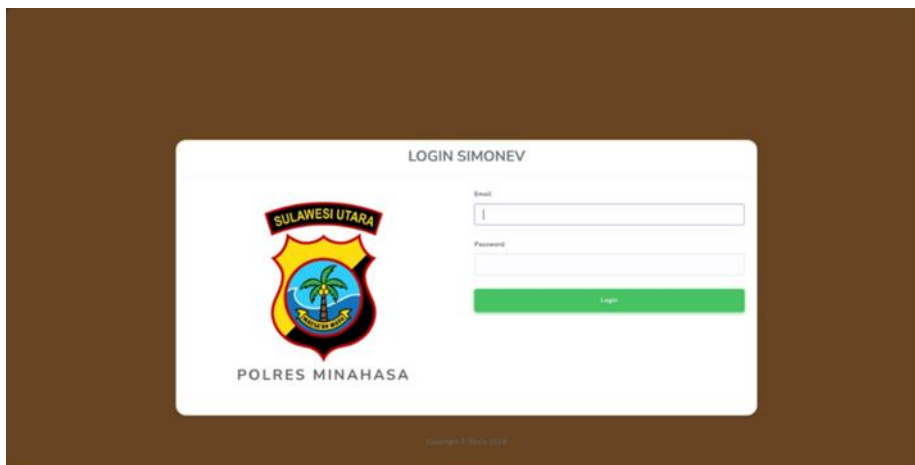 LOGIN SIMONEV
SULAWESI UTARA
POLRES MINAHASA
Email
Password
Login